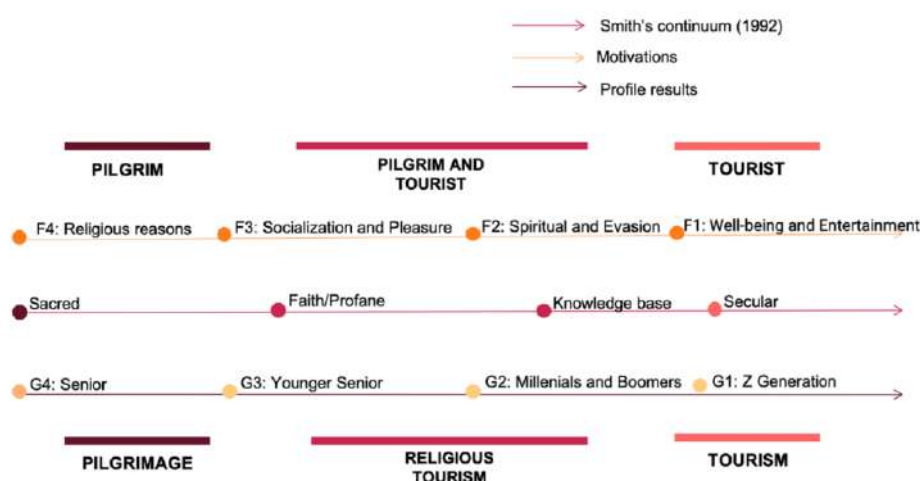 Smith's continuum (1992)
Motivations
Profile results
PILGRIM
PILGRIM AND
TOURIST
TOURIST
F4: Religious reasons
F3: Socialization and Pleasure
F2: Spiritual and Evasion
F1: Well-being and Entertainment
Sacred
Faith/Profane
Knowledge base
Secular
G4: Senior
G3: Younger Senior
G2: Millenials and Boomers
G1: Z Generation
PILGRIMAGE
RELIGIOUS
TOURISM
TOURISM